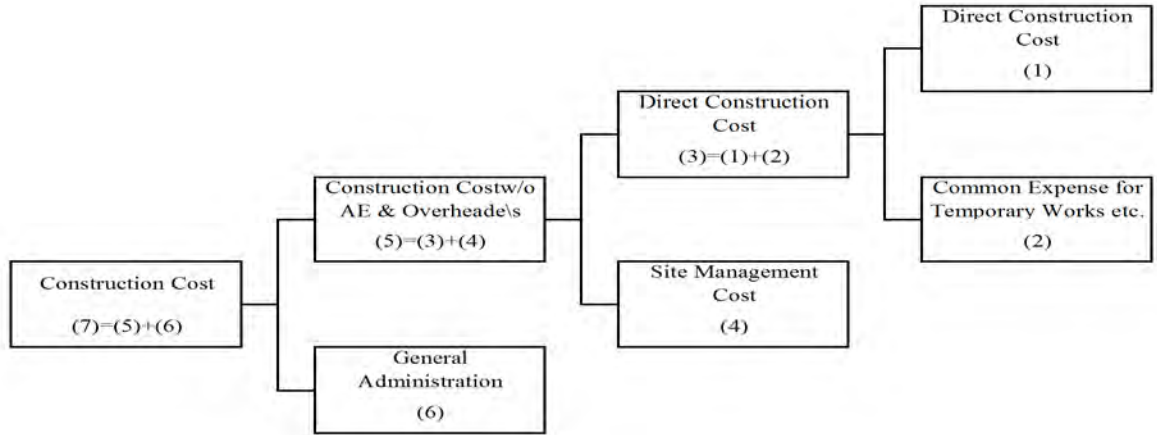 Direct Construction
Cost
(1)
Direct Construction
Cost
(3)=(1)+(2)
Construction Costw/o
AE & Overheade\s
(5)=(3)+(4)
Common Expense for
Temporary Works etc.
(2)
Construction Cost
(7)=(5)+(6)
Site Management
Cost
(4)
General
Administration
(6)